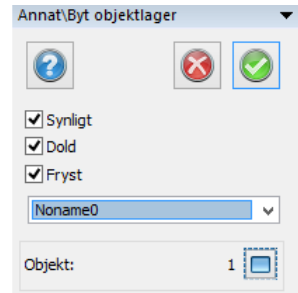 Annat\Byt objektlager
Synligt
Dold
Fryst
Noname0
Objekt: 1